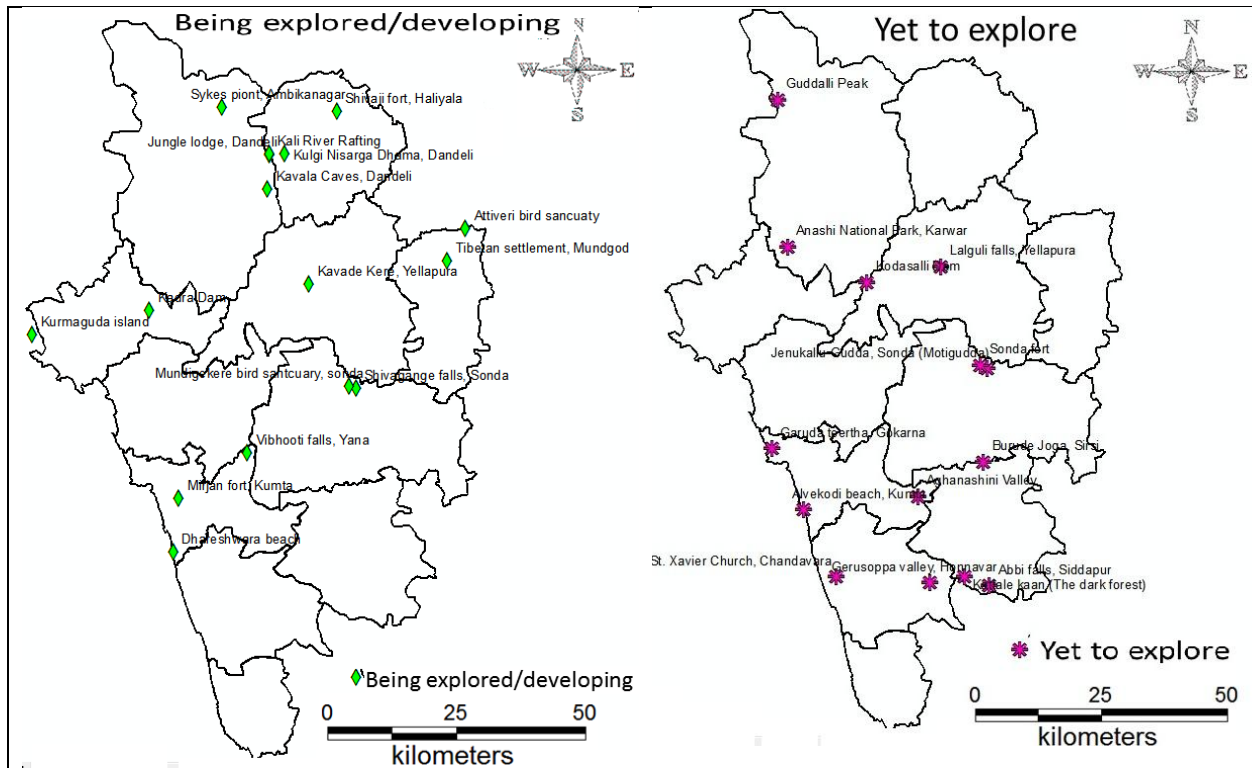 Being explored/developing
N
W E
S
Sykes piont, Ambikanagar
Shivaji fort, Haliyala
Jungle lodge, Dandeli
Kali River Rafting
Kulgi Nisarga Dhama, Dandeli
Kavala Caves, Dandeli
Attiveri bird sancuaty
Tibetan settlement, Mundgod
Kavade Kere, Yellapura
Kadra Dam
Kurmaguda island
Mundigekere bird santcuary, sonda
Shivagange falls, Sonda
Vibhooti falls, Yana
Mirjan fort, Kumta
Dhareshwara beach
Being explored/developing
0 25 50
kilometers
Yet to explore
N
W E
S
Guddalli Peak
Anashi National Park, Karwar
Lalguli falls, Yellapura
Kodasalli Dam
Jenukallu Gudda, Sonda (Motigudda)
Sonda fort
Garuda teertha, Gokarna
Burude Joga, Sirsi
Aghanashini Valley
Alvekodi beach, Kumta
St. Xavier Church, Chandavara
Gerusoppa valley, Honnavar
Abbi falls, Siddapur
Kattale kaan (The dark forest)
Yet to explore
0 25 50
kilometers